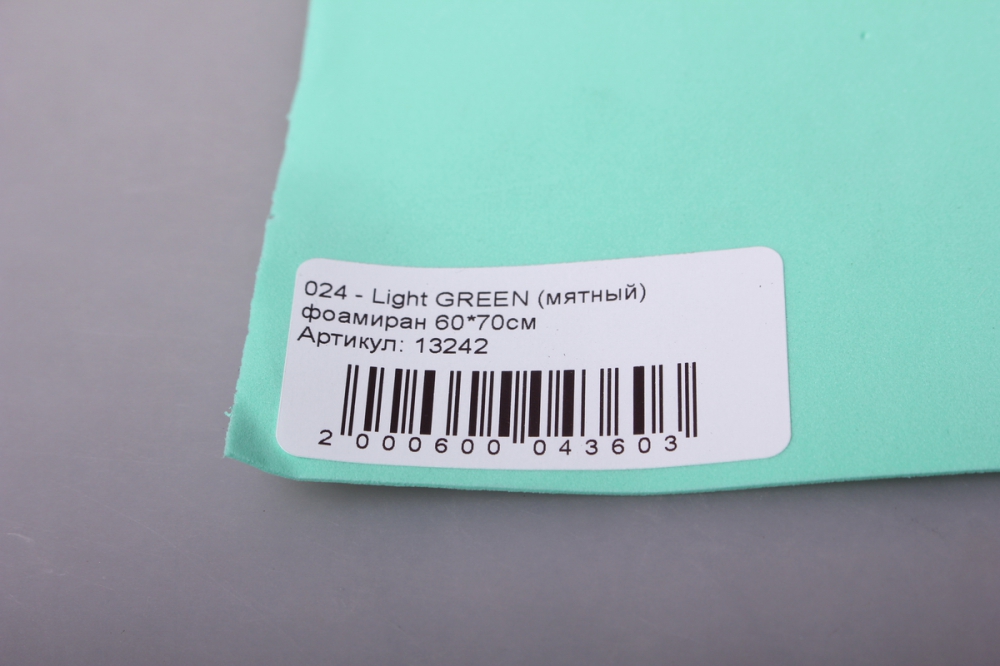 024 - Light GREEN (мятный)
фоамиран 60*70см
Артикул: 13242
2 000600 043603